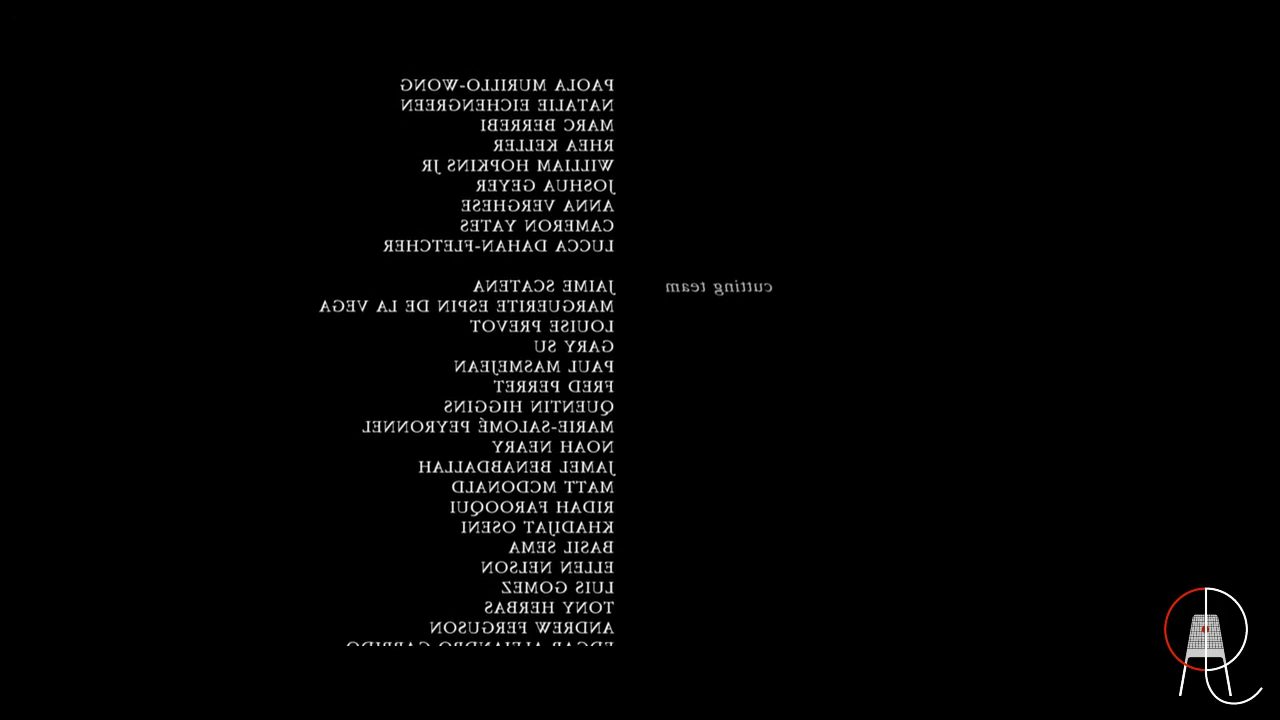 PAOLA MURILLO-WONG
NATALIE EICHENGREEN
MARC BERREBI
RHEA KELLER
WILLIAM HOPKINS JR
JOSHUA GEYER
ANNA VERGHESE
CAMERON YATES
LUCCA DAHAN-FLETCHER
cutting team JAIME SCATENA
MARGUERITE ESPIN DE LA VEGA
LOUISE PREVOT
GARY SU
PAUL MASMEJEAN
FRED PERRET
QUENTIN HIGGINS
MARIE-SALOMÉ PEYRONNEL
NOAH NEARY
JAMEL BENABDALLAH
MATT MCDONALD
RIDAH FAROOQUI
KHADIJAT OSENI
BASIL SEMA
ELLEN NELSON
LUIS GOMEZ
TONY HERBAS
ANDREW FERGUSON
EDGAR ALEJANDRO GARRIDO